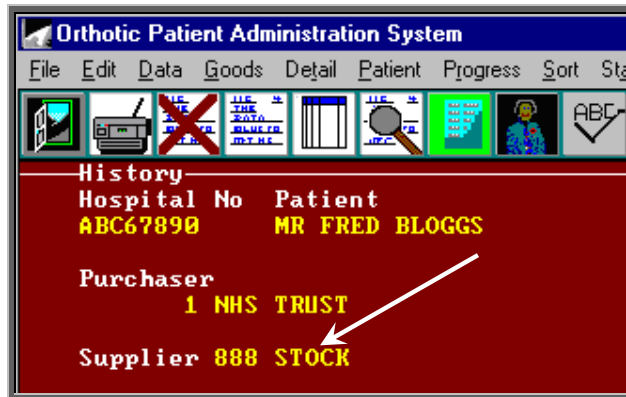 Orthotic Patient Administration System
File Edit Data Goods Detail Patient Progress Sort
ABC
History
Hospital No Patient
ABC67890 MR FRED BLOGGS
Purchaser
1 NHS TRUST
Supplier 888 STOCK